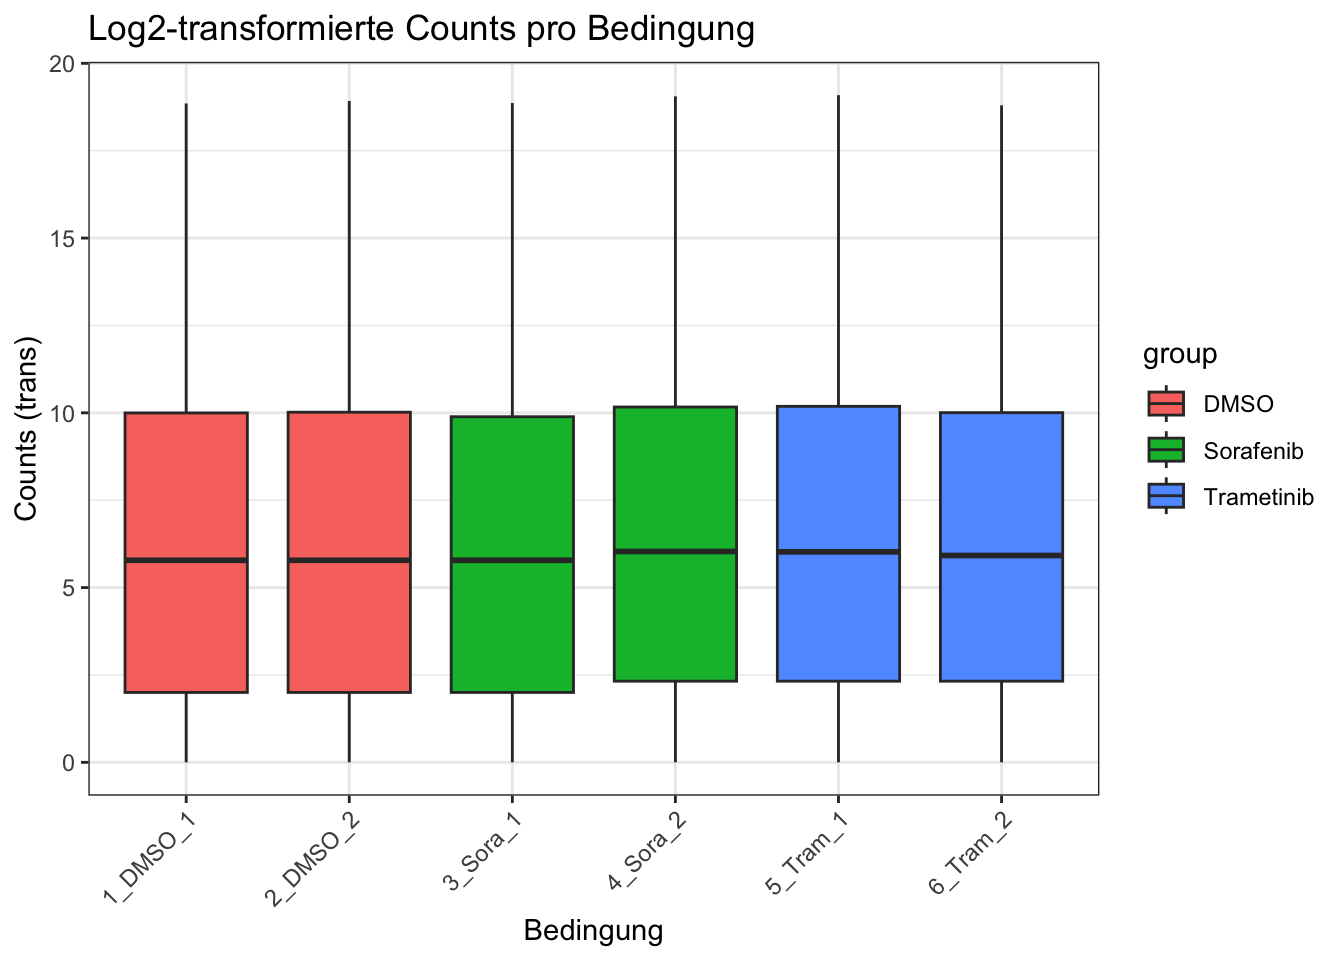 Log2-transformierte Counts pro Bedingung
Counts (trans)
20
15
10
5
0
1_DMSO_1
2_DMSO_2
3_Sora_1
4_Sora_2
5_Tram_1
6_Tram_2
Bedingung
group
DMSO
Sorafenib
Trametinib